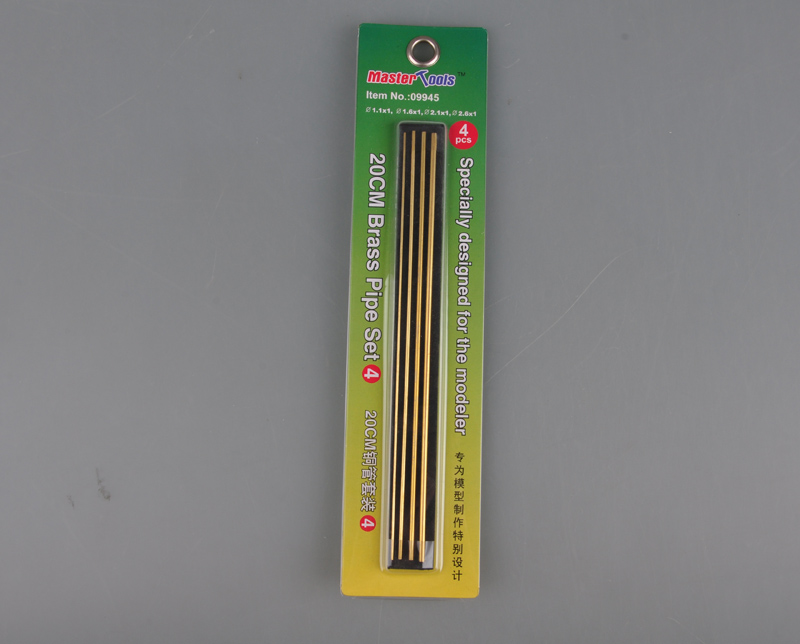 MasterTools™
Item No.:09945
Ø1.1x1, Ø1.6x1, Ø2.1x1, Ø2.6x1
4
pcs
Specially designed for the modeler
专为模型制作特别设计
20CM Brass Pipe Set 4
20CM铜管套装 4